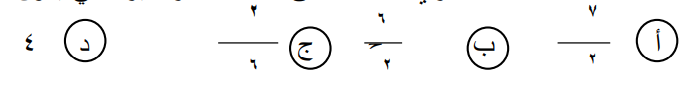 أ ٧/٢ ب ٦/٢ ج ٢/٦ د ٤